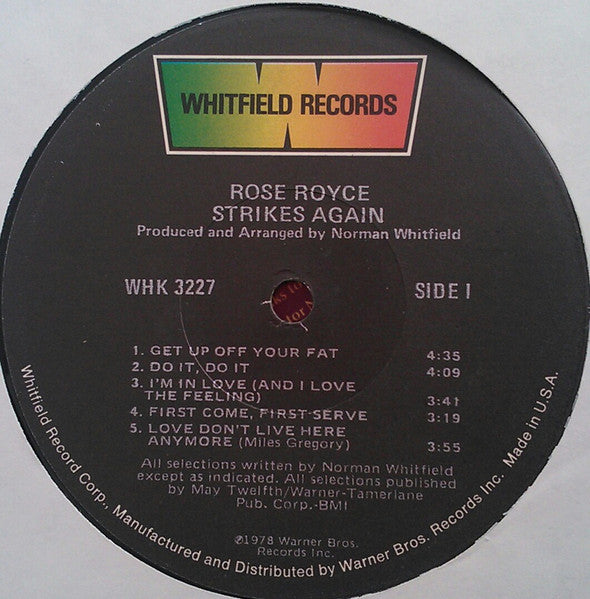 WHITFIELD RECORDS
ROSE ROYCE
STRIKES AGAIN
Produced and Arranged by Norman Whitfield
WHK 3227
SIDE I
1. GET UP OFF YOUR FAT 4:35
2. DO IT, DO IT 4:09
3. I'M IN LOVE (AND I LOVE
THE FEELING) 3:41
4. FIRST COME, FIRST SERVE 3:19
5. LOVE DON'T LIVE HERE
ANYMORE (Miles Gregory) 3:55
All selections written by Norman Whitfield
except as indicated. All selections published
by May Twelfth/Warner-Tamerlane
Pub. Corp.-BMI
℗1978 Warner Bros.
Records Inc.
Whitfield Record Corp., Manufactured and Distributed by Warner Bros. Records Inc. Made in U.S.A.